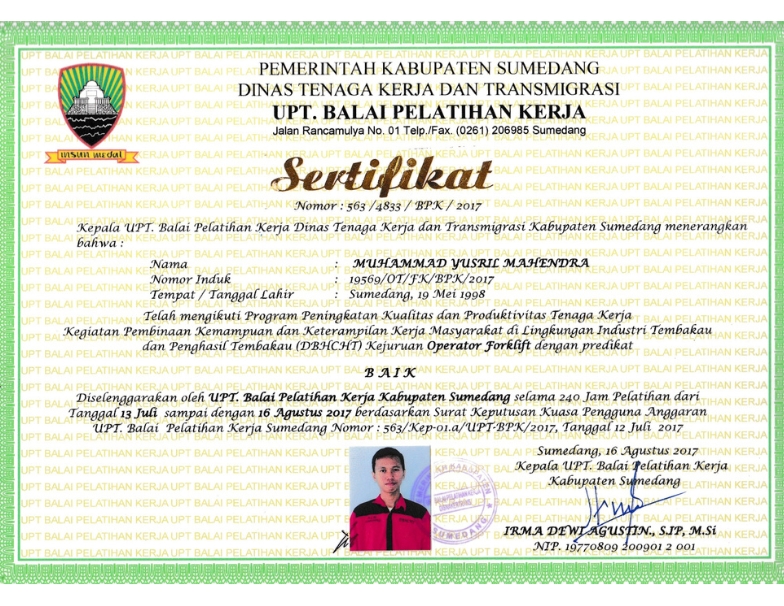 PEMERINTAH KABUPATEN SUMEDANG
DINAS TENAGA KERJA DAN TRANSMIGRASI
UPT. BALAI PELATIHAN KERJA
Jalan Rancamulya No. 01 Telp./Fax. (0261) 206985 Sumedang
insun medal
Sertifikat
Nomor : 563 /4833 / BPK / 2017
Kepala UPT. Balai Pelatihan Kerja Dinas Tenaga Kerja dan Transmigrasi Kabupaten Sumedang menerangkan
bahwa :
Nama : MUHAMMAD YUSRIL MAHENDRA
Nomor Induk : 19569/OT/FK/BPK/2017
Tempat / Tanggal Lahir : Sumedang, 19 Mei 1998
Telah mengikuti Program Peningkatan Kualitas dan Produktivitas Tenaga Kerja
Kegiatan Pembinaan Kemampuan dan Keterampilan Kerja Masyarakat di Lingkungan Industri Tembakau
dan Penghasil Tembakau (DBHCHT) Kejuruan Operator Forklift dengan predikat
B A I K
Diselenggarakan oleh UPT. Balai Pelatihan Kerja Kabupaten Sumedang selama 240 Jam Pelatihan dari
Tanggal 13 Juli sampai dengan 16 Agustus 2017 berdasarkan Surat Keputusan Kuasa Pengguna Anggaran
UPT. Balai Pelatihan Kerja Sumedang Nomor : 563/Kep-01.a/UPT-BPK/2017, Tanggal 12 Juli 2017
Sumedang, 16 Agustus 2017
Kepala UPT. Balai Pelatihan Kerja
Kabupaten Sumedang
SUMEDANG
IRMA DEWI AGUSTIN., S.IP, M.Si
NIP. 19770809 200901 2 001